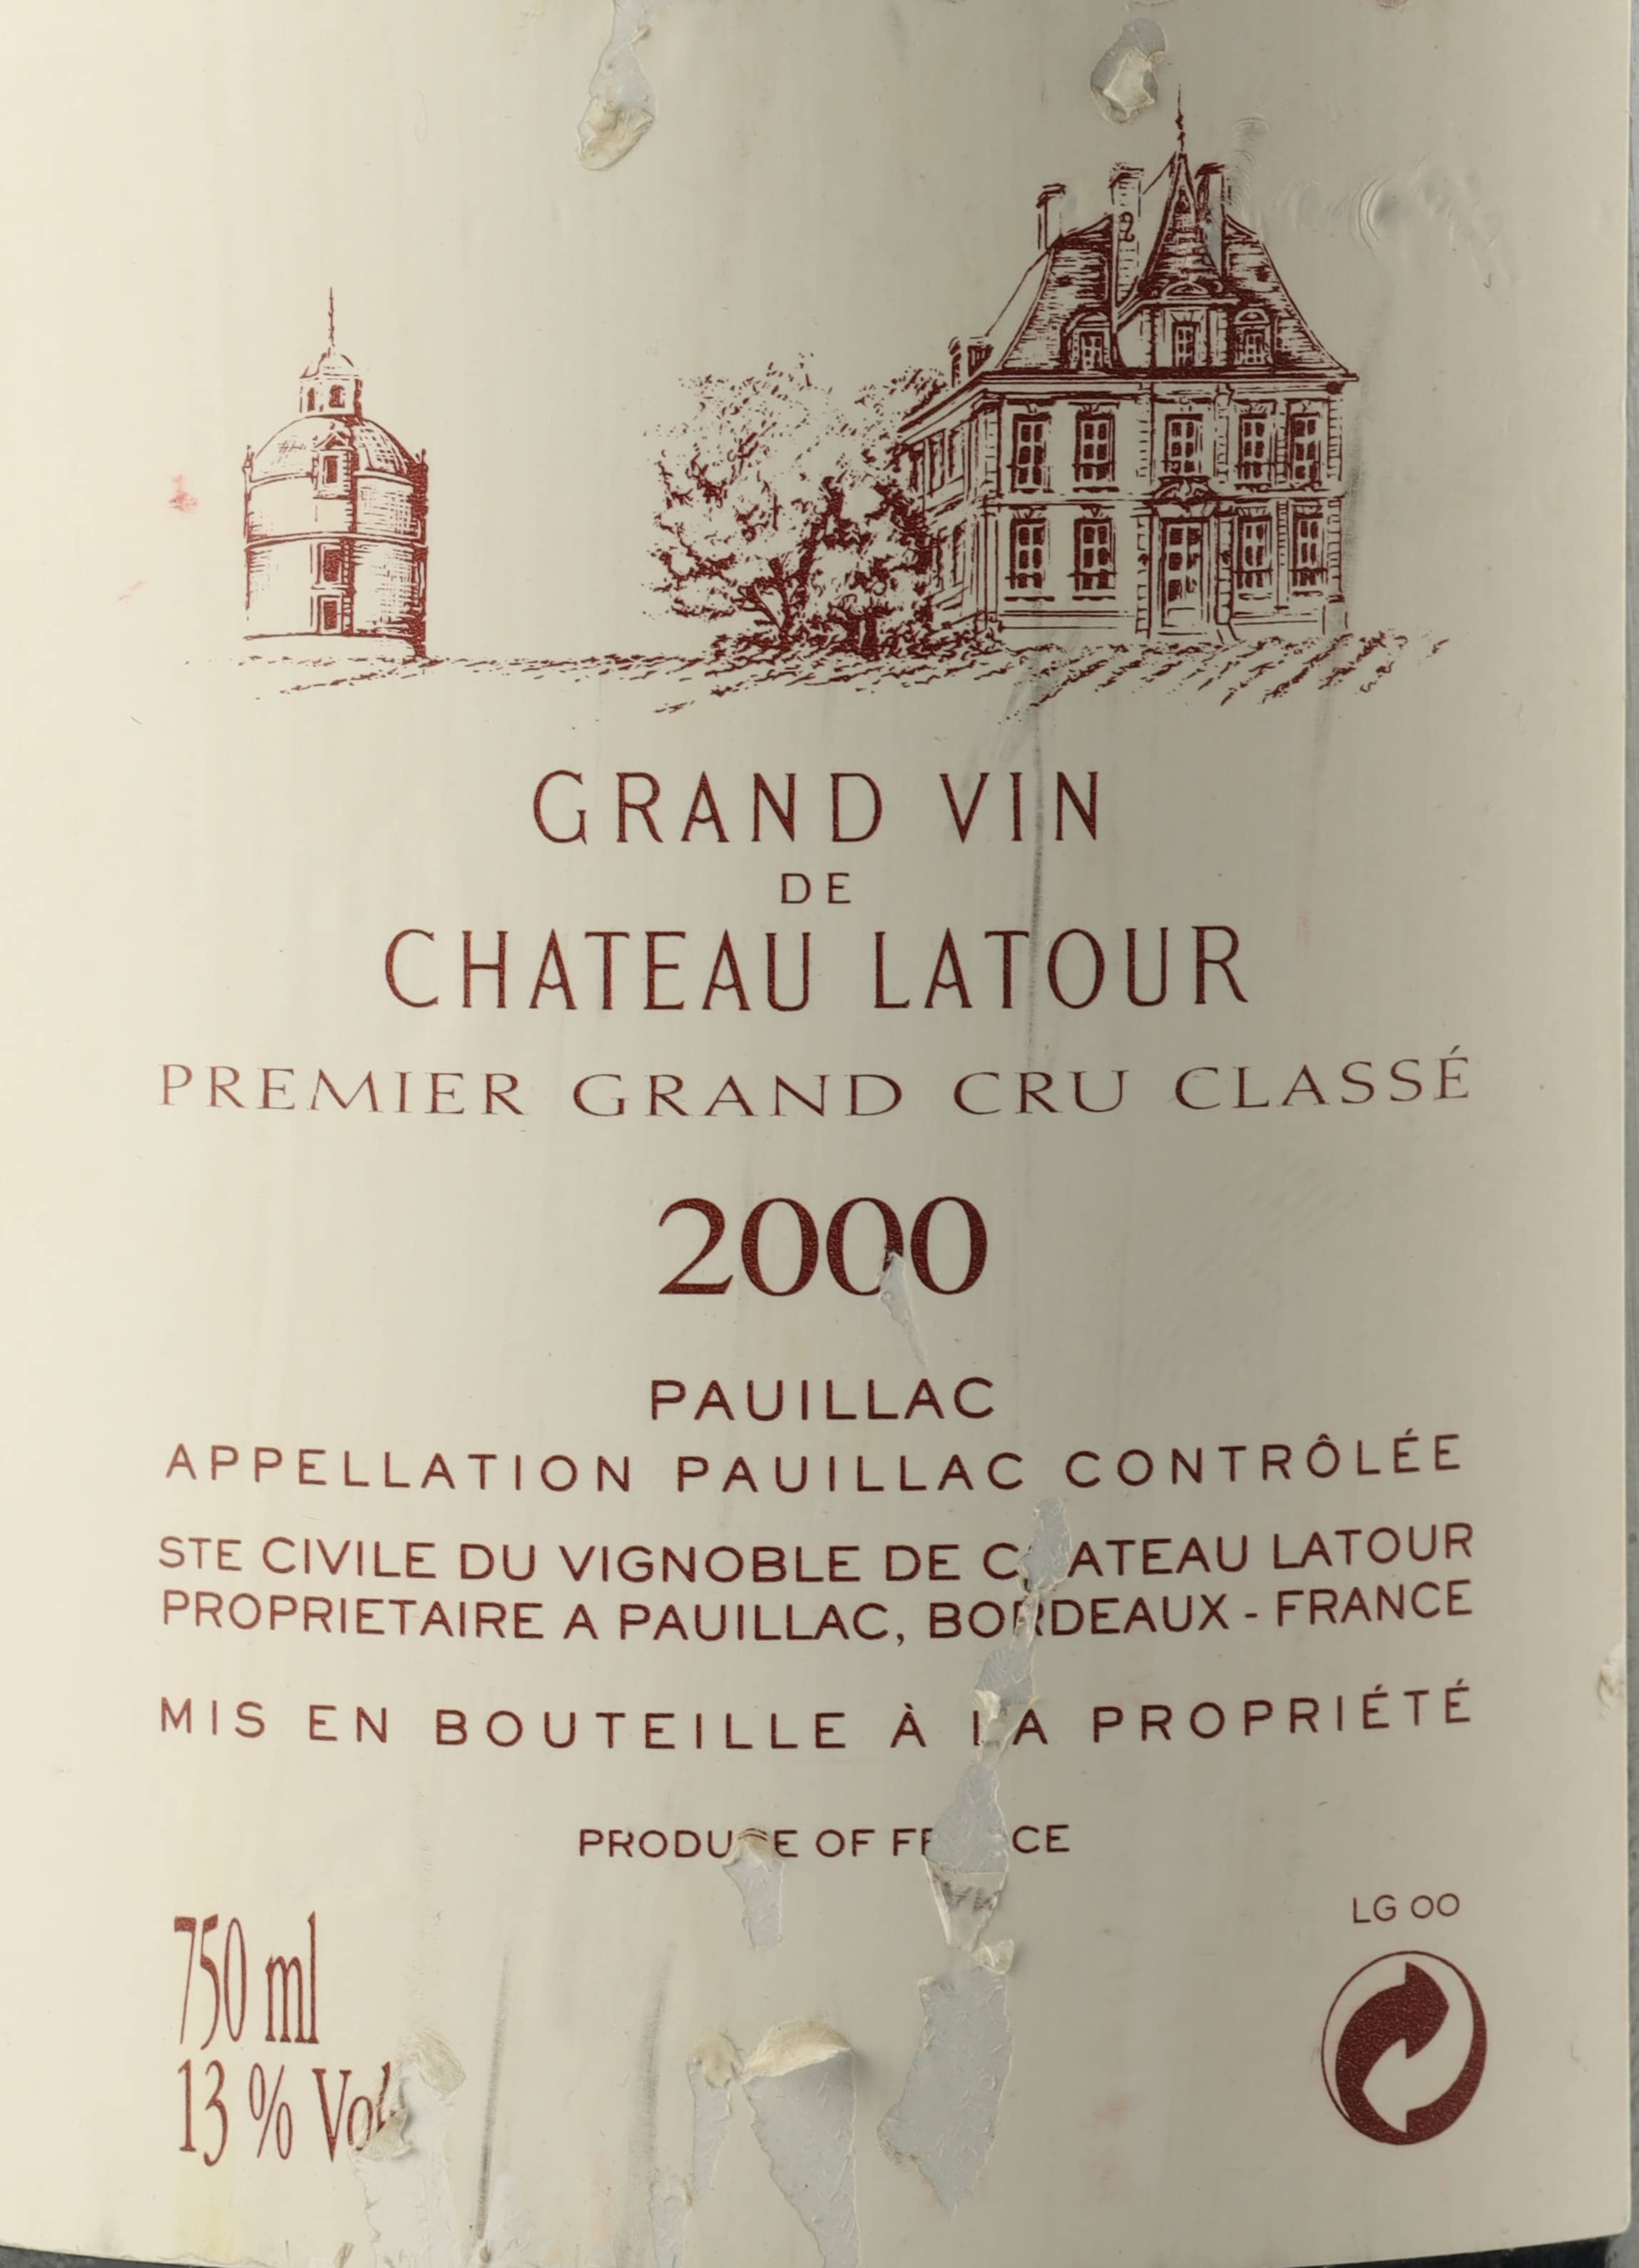 GRAND VIN
DE
CHATEAU LATOUR
PREMIER GRAND CRU CLASSÉ
2000
PAUILLAC
APPELLATION PAUILLAC CONTRÔLÉE
STE CIVILE DU VIGNOBLE DE CHATEAU LATOUR
PROPRIETAIRE A PAUILLAC, BORDEAUX - FRANCE
MIS EN BOUTEILLE À LA PROPRIÉTÉ
PRODUCE OF FRANCE
LG 00
750 ml
13 % Vol.